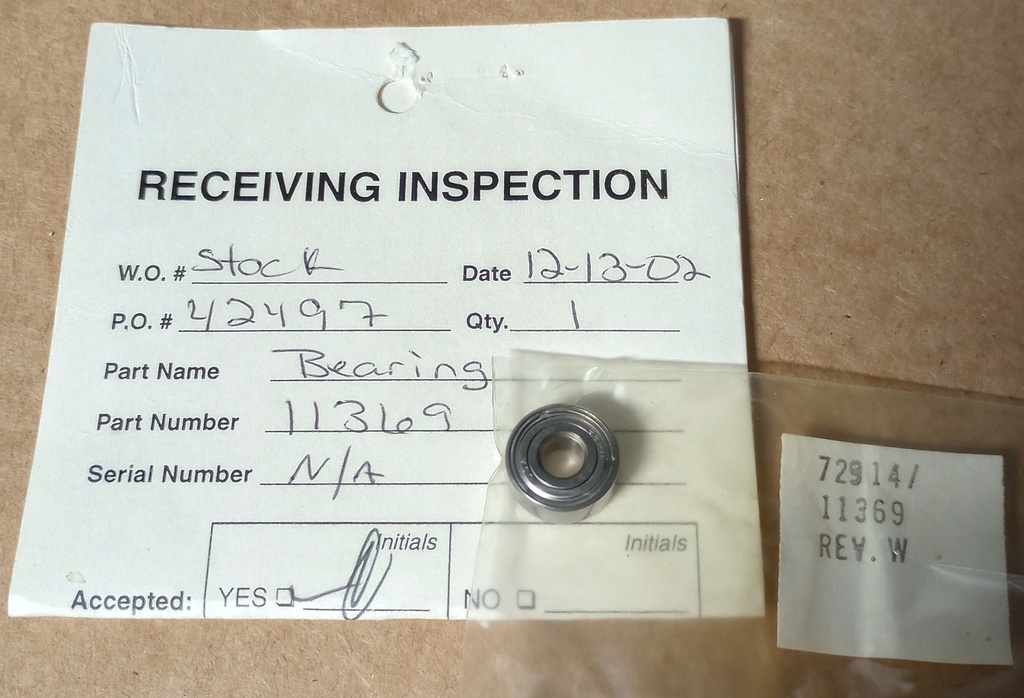 RECEIVING INSPECTION
W.O. # Stock Date 12-13-02
P.O. # 42497 Qty. 1
Part Name Bearing
Part Number 11369
Serial Number N/A
Initials Initials
Accepted: YES NO
72914/
11369
REV. W